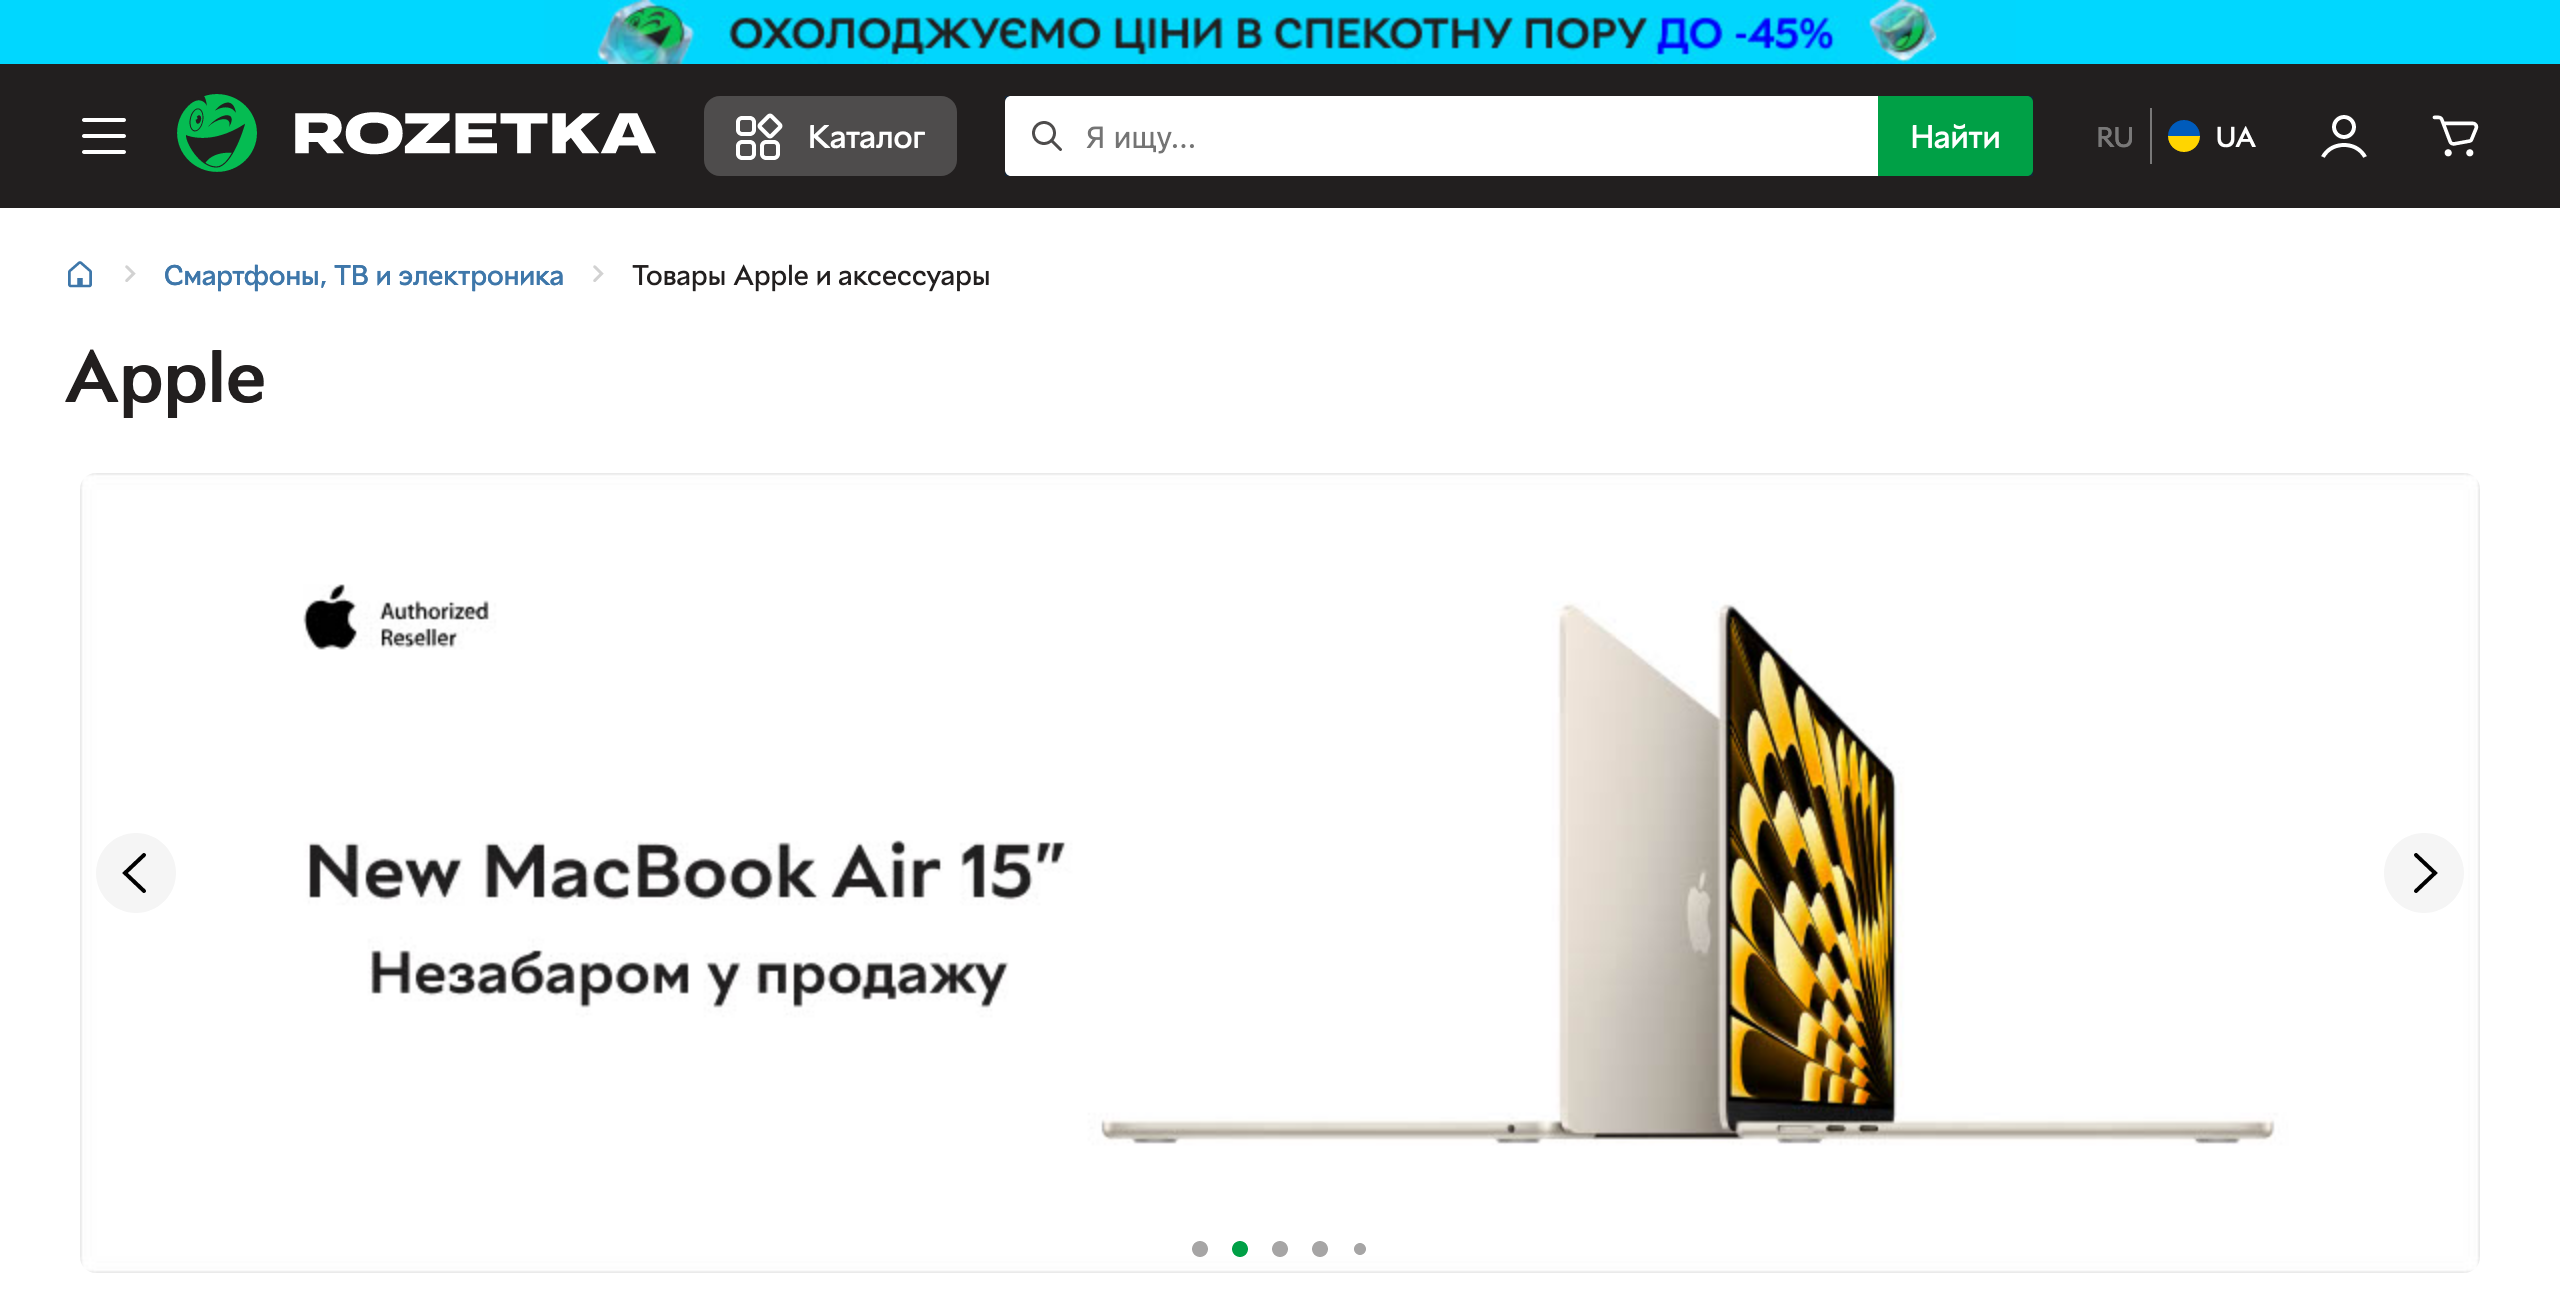 ОХОЛОДЖУЄМО ЦІНИ В СПЕКОТНУ ПОРУ ДО -45%
ROZETKA
Каталог
Я ищу...
Найти
RU
UA
Смартфоны, ТВ и электроника
Товары Apple и аксессуары
Apple
Authorized
Reseller
New MacBook Air 15"
Незабаром у продажу